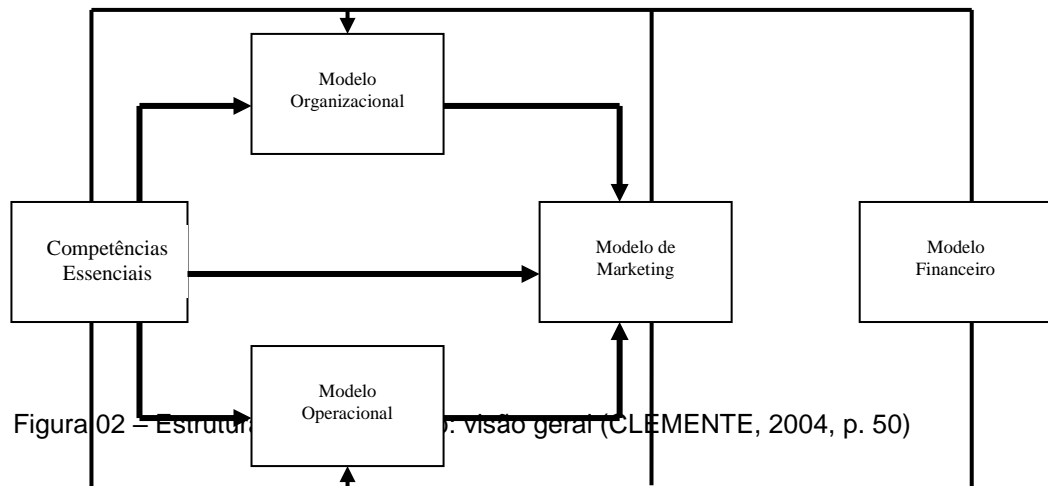 Modelo
Organizacional
Competências
Essenciais
Modelo de
Marketing
Modelo
Financeiro
Modelo
Operacional
Figura 02 – Estrutura o: visão geral (CLEMENTE, 2004, p. 50)